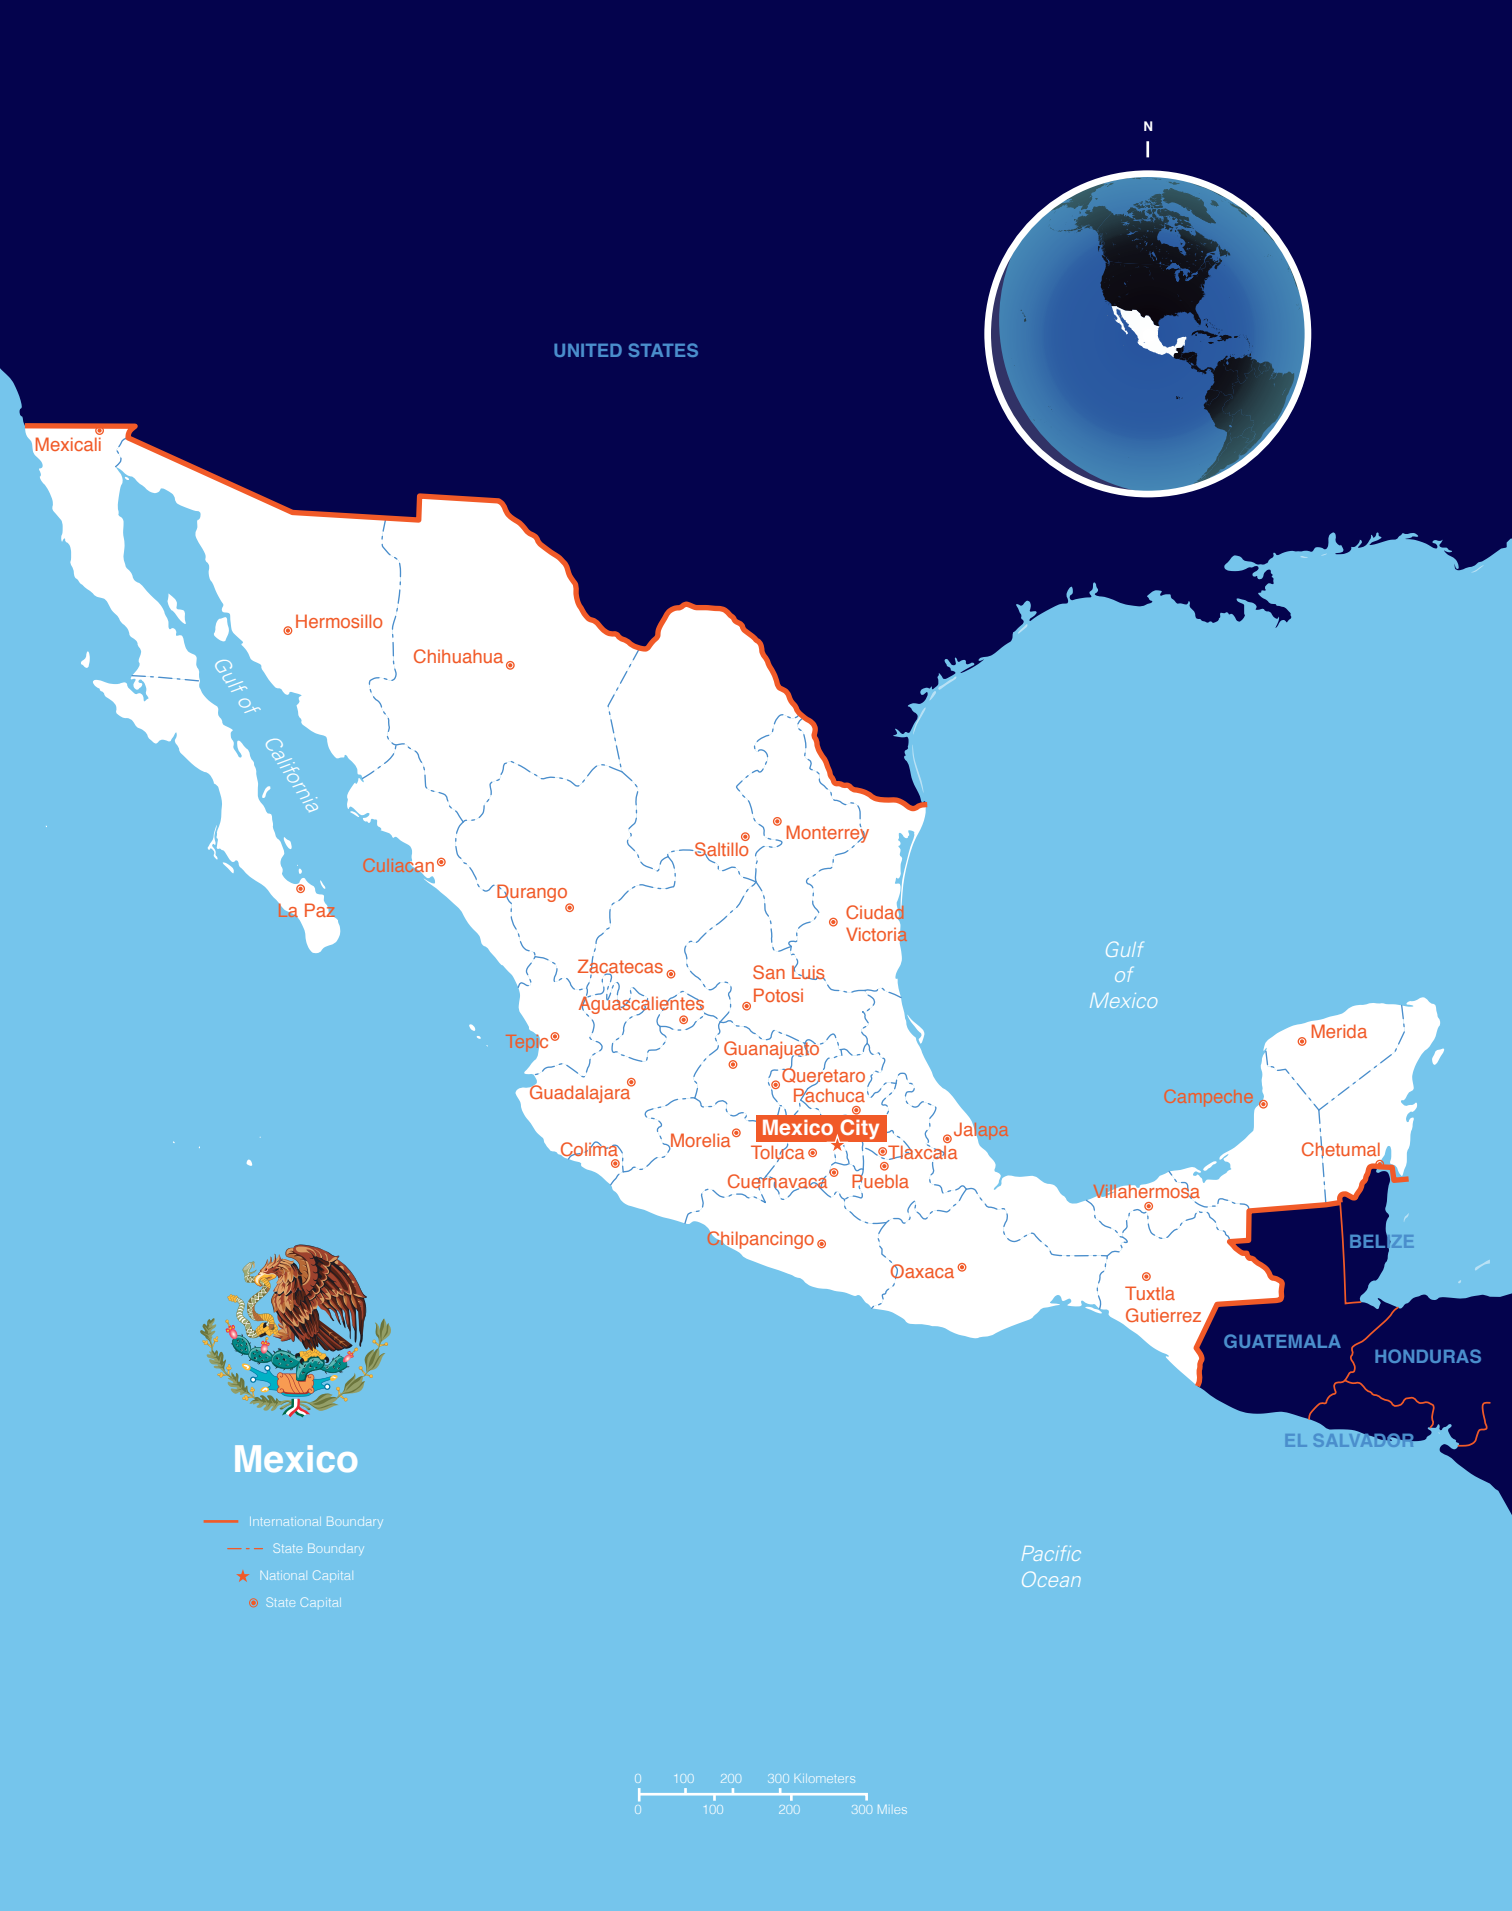 N
UNITED STATES
Mexicali
Hermosillo
Chihuahua
Gulf of
California
Monterrey
Saltillo
Culiacan
Durango
La Paz
Ciudad
Victoria
Zacatecas
San Luis
Potosi
Aguascalientes
Gulf
of
Mexico
Tepic
Guanajuato
Merida
Queretaro
Guadalajara
Pachuca
Campeche
Mexico City
Jalapa
Morelia
Colima
Toluca
Tlaxcala
Chetumal
Cuernavaca
Puebla
Villahermosa
Chilpancingo
BELIZE
Oaxaca
Tuxtla
Gutierrez
GUATEMALA
HONDURAS
EL SALVADOR
Mexico
International Boundary
State Boundary
National Capital
State Capital
Pacific
Ocean
0 100 200 300 Kilometers
0 100 200 300 Miles